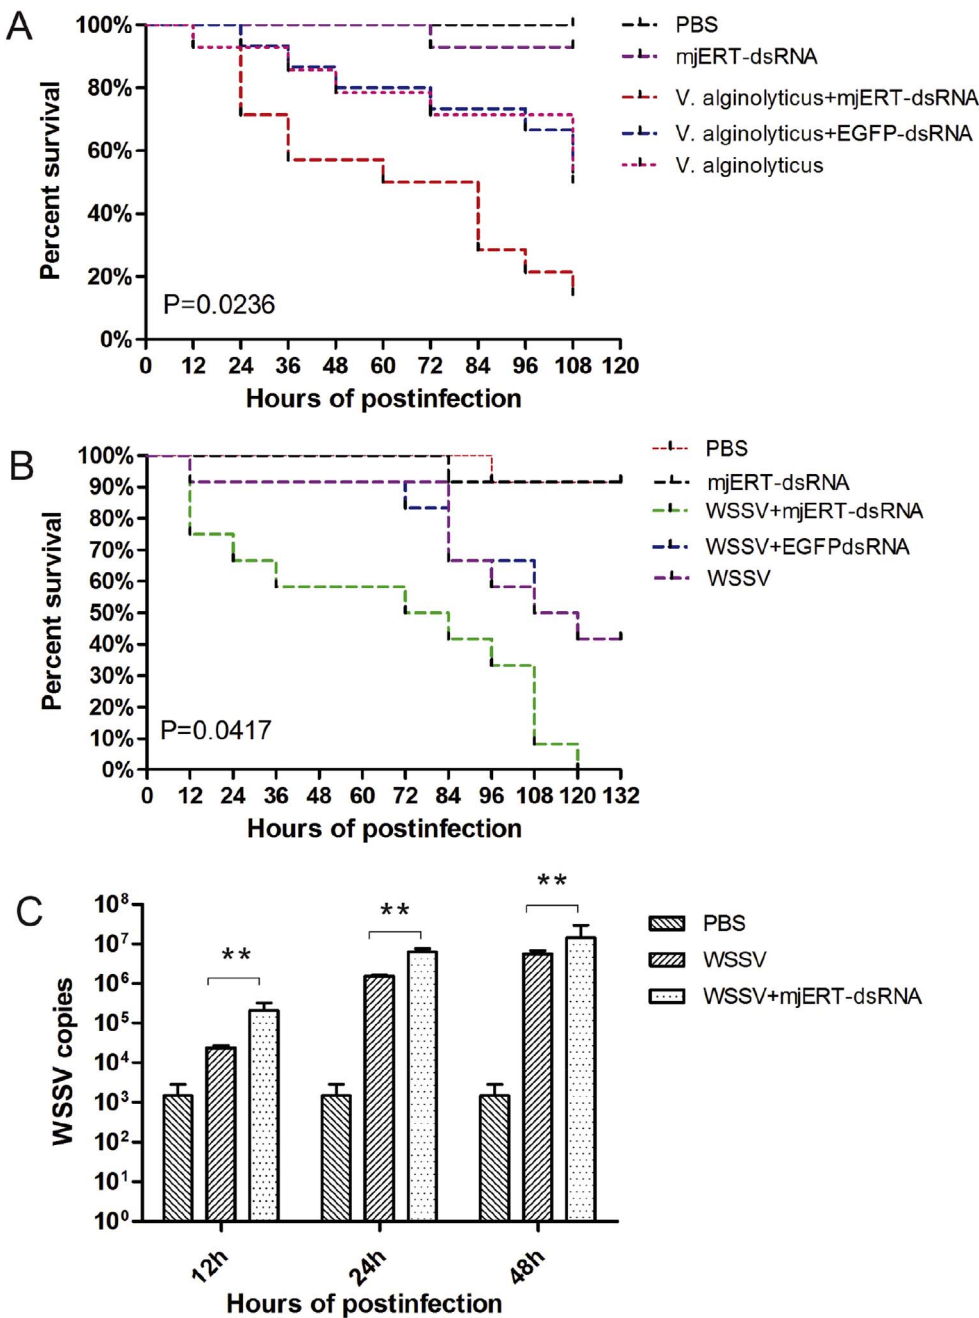 A
100%
80%
60%
40%
20%
0%
Percent survival
P=0.0236
0 12 24 36 48 60 72 84 96 108 120
Hours of postinfection
PBS
mjERT-dsRNA
V. alginolyticus+mjERT-dsRNA
V. alginolyticus+EGFP-dsRNA
V. alginolyticus
B
100%
90%
80%
70%
60%
50%
40%
30%
20%
10%
0%
Percent survival
P=0.0417
0 12 24 36 48 60 72 84 96 108 120 132
Hours of postinfection
PBS
mjERT-dsRNA
WSSV+mjERT-dsRNA
WSSV+EGFPdsRNA
WSSV
C
10⁸
10⁷
10⁶
10⁵
10⁴
10³
10²
10¹
10⁰
WSSV copies
**
**
**
12h 24h 48h
Hours of postinfection
PBS
WSSV
WSSV+mjERT-dsRNA